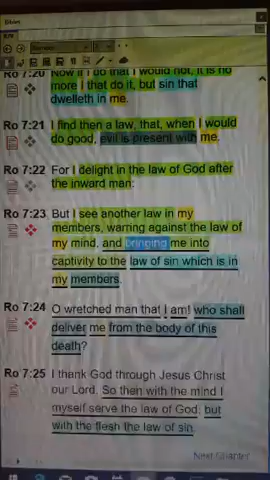 KJV
Ro 7:20 Now if I do that I would not, it is no
more I that do it, but sin that
dwelleth in me.
Ro 7:21 I find then a law, that, when I would
do good, evil is present with me.
Ro 7:22 For I delight in the law of God after
the inward man:
Ro 7:23 But I see another law in my
members, warring against the law of
my mind, and bringing me into
captivity to the law of sin which is in
my members.
Ro 7:24 O wretched man that I am! who shall
deliver me from the body of this
death?
Ro 7:25 I thank God through Jesus Christ
our Lord. So then with the mind I
myself serve the law of God; but
with the flesh the law of sin.
Next Chapter